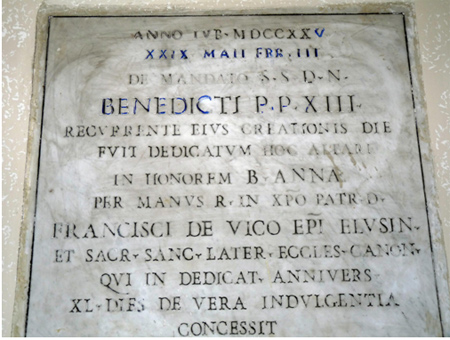 ANNO IVB·MDCCXXV
XXIX MAII FER·III
DE MANDATO S·S·D·N·
BENEDICTI P·P·XIII·
RECVRRENTE EIVS CREATIONIS DIE
FVIT DEDICATVM HOC ALTARE
IN HONOREM B·ANNÆ
PER MANVS R·IN XPO PATR·D·
FRANCISCI DE VICO EPI ELVSIN·
ET SACR·SANC·LATER·ECCLES·CANON·
QVI IN DEDICAT·ANNIVERS·
XL·DIES DE VERA INDVLGENTIA
CONCESSIT